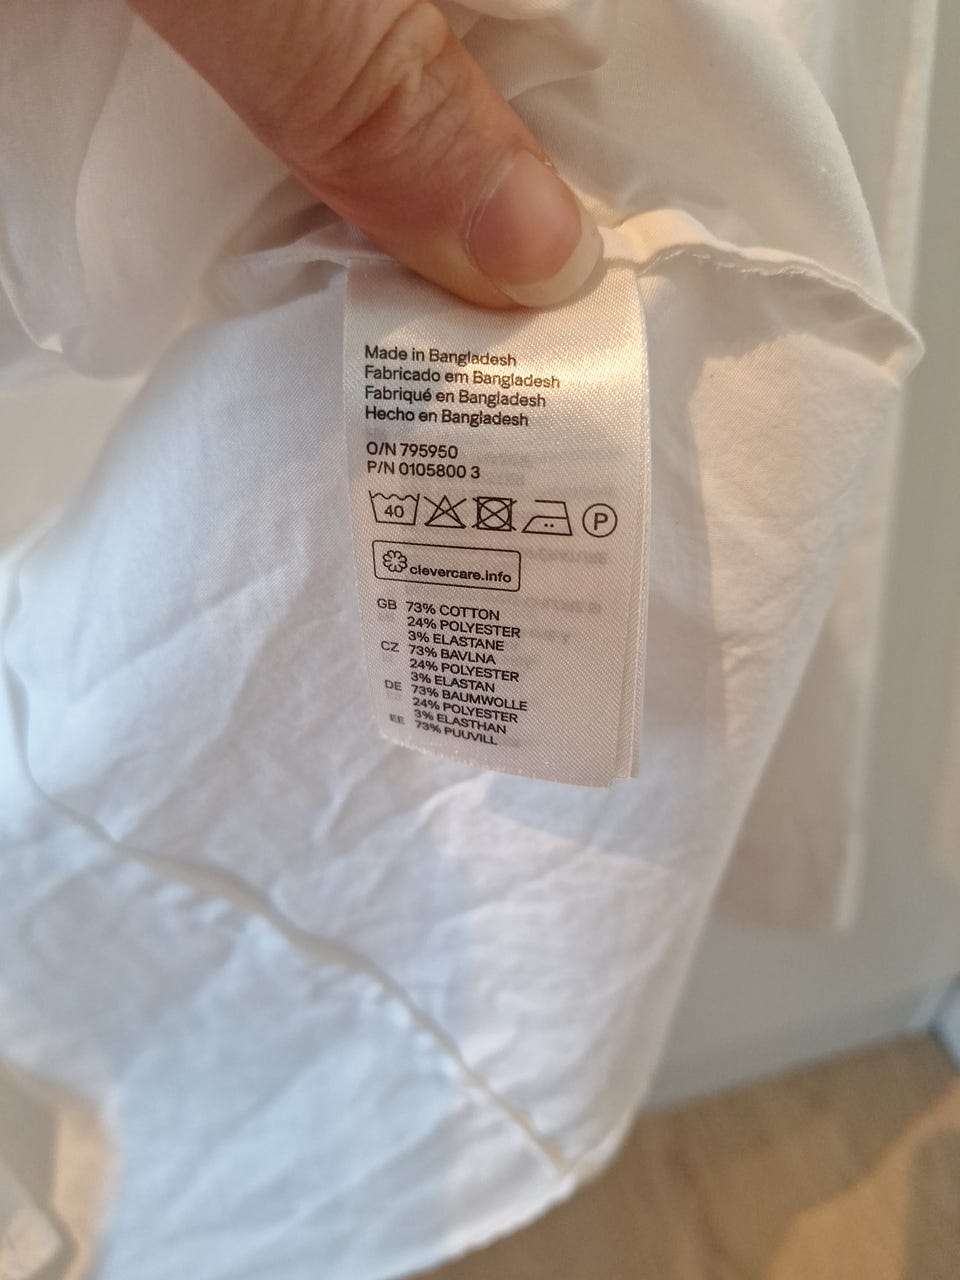 Made in Bangladesh
Fabricado em Bangladesh
Fabriqué en Bangladesh
Hecho en Bangladesh
O/N 795950
P/N 0105800 3
40 P
clevercare.info
GB 73% COTTON
24% POLYESTER
3% ELASTANE
CZ 73% BAVLNA
24% POLYESTER
3% ELASTAN
DE 73% BAUMWOLLE
24% POLYESTER
3% ELASTHAN
EE 73% PUUVILL